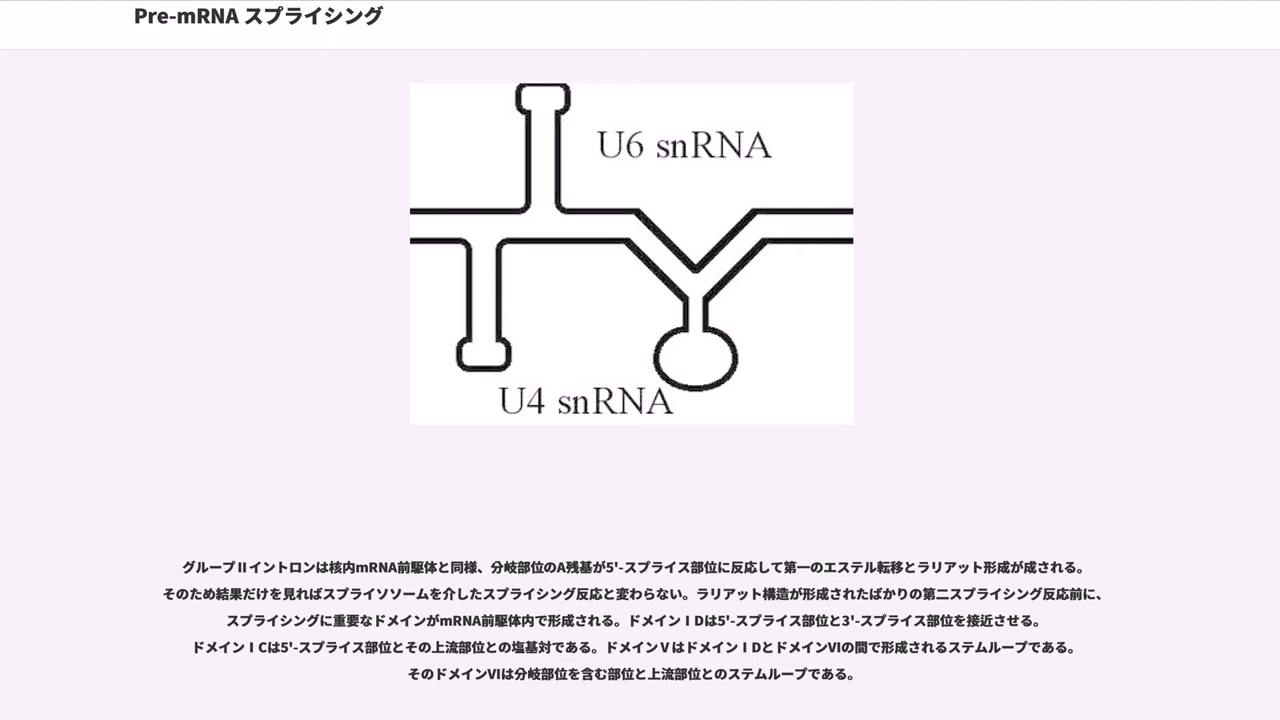 Pre-mRNA スプライシング
U6 snRNA
U4 snRNA
グループⅡイントロンは核内mRNA前駆体と同様、分岐部位のA残基が5'-スプライス部位に反応して第一のエステル転移とラリアット形成が成される。
そのため結果だけを見ればスプライソソームを介したスプライシング反応と変わらない。ラリアット構造が形成されたばかりの第二スプライシング反応前に、
スプライシングに重要なドメインがmRNA前駆体内で形成される。ドメインⅠDは5'-スプライス部位と3'-スプライス部位を接近させる。
ドメインⅠCは5'-スプライス部位とその上流部位との塩基対である。ドメインⅤはドメインⅠDとドメインVIの間で形成されるステムループである。
そのドメインVIは分岐部位を含む部位と上流部位とのステムループである。